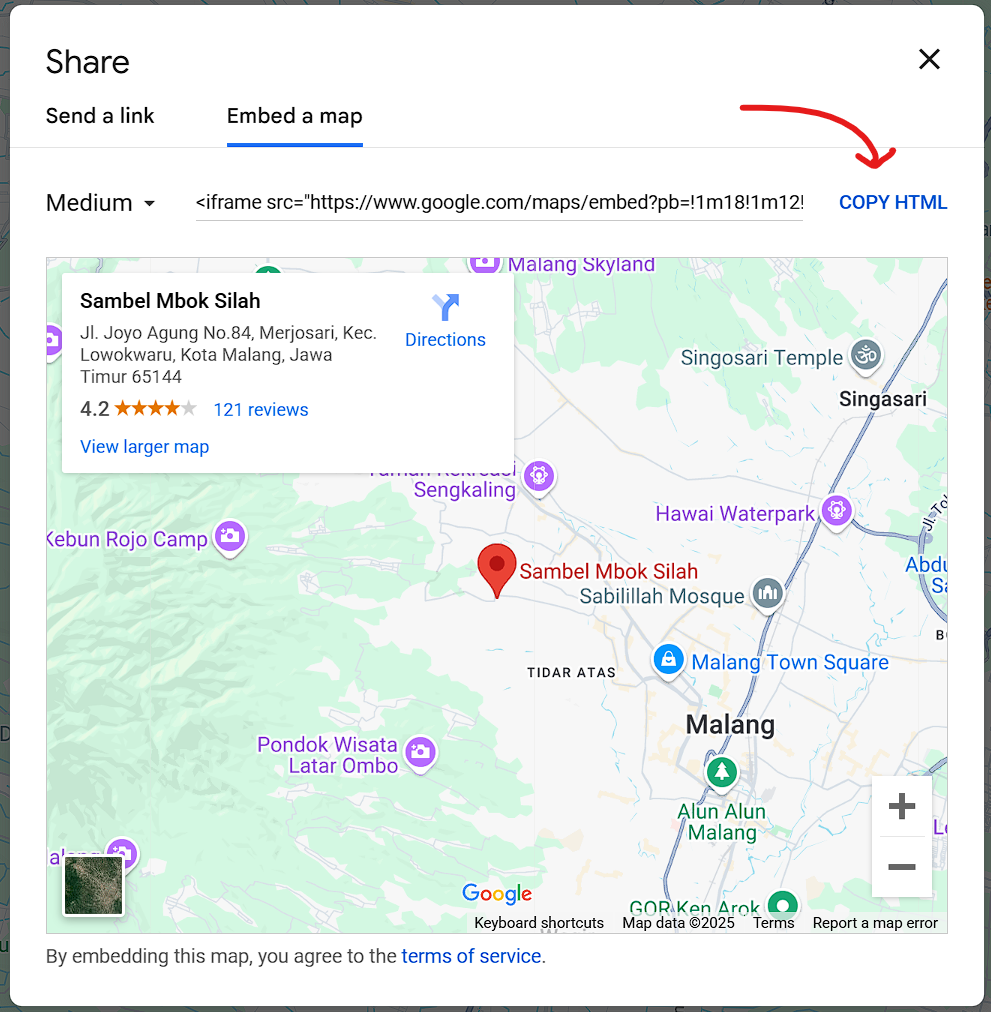 Share
Send a link
Embed a map
Medium
<iframe src="https://www.google.com/maps/embed?pb=!1m18!1m12!
COPY HTML
Malang Skyland
Sambel Mbok Silah
Jl. Joyo Agung No.84, Merjosari, Kec.
Lowokwaru, Kota Malang, Jawa
Timur 65144
Directions
4.2
121 reviews
View larger map
Singosari Temple
Singasari
Sengkaling
Hawai Waterpark
Jl. To
Kebun Rojo Camp
Abdu
Sambel Mbok Silah
Sabilillah Mosque
TIDAR ATAS
Malang Town Square
Malang
Pondok Wisata
Latar Ombo
Alun Alun
Malang
GOR Ken Arok
Google
Keyboard shortcuts
Map data ©2025
Terms
Report a map error
By embedding this map, you agree to the terms of service.